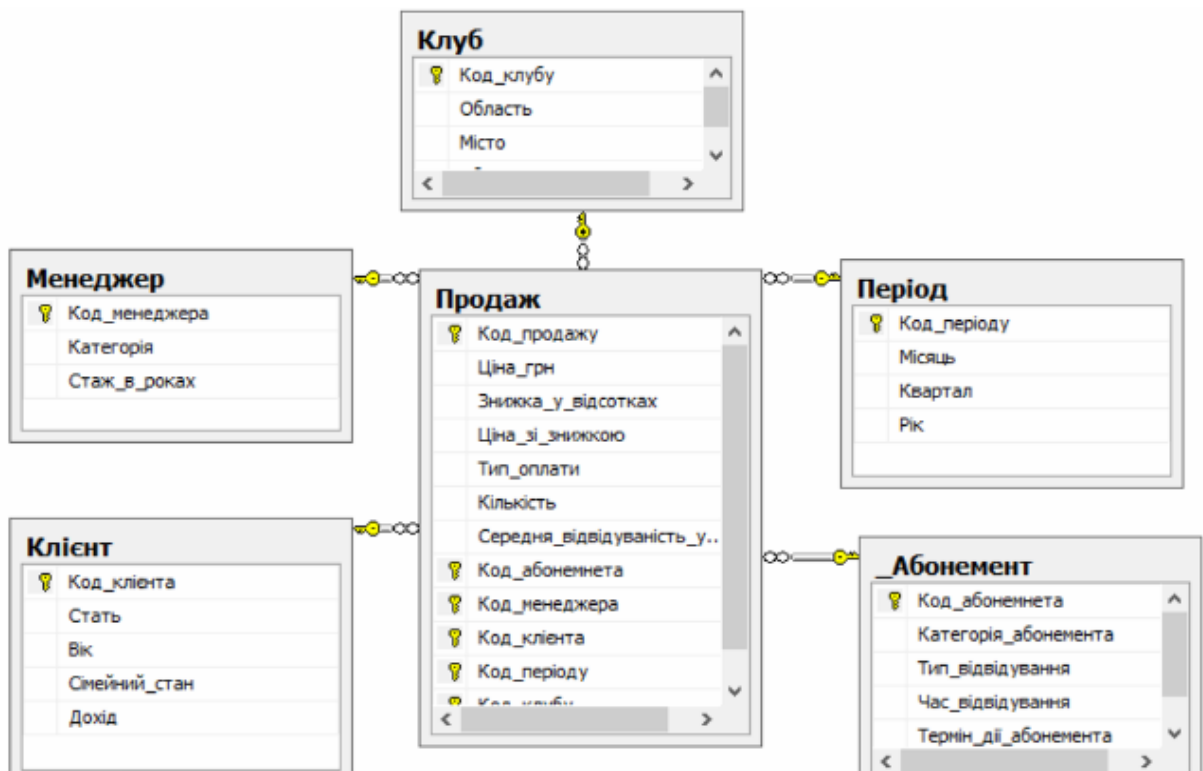 Клуб
Код_клубу
Область
Місто
Менеджер
Код_менеджера
Категорія
Стаж_в_роках
Продаж
Код_продажу
Ціна_грн
Знижка_у_відсотках
Ціна_зі_знижкою
Тип_оплати
Кількість
Середня_відвідуваність_у..
Код_абонемнета
Код_менеджера
Код_клієнта
Код_періоду
Код_клубу
Період
Код_періоду
Місяць
Квартал
Рік
Клієнт
Код_клієнта
Стать
Вік
Сімейний_стан
Дохід
_Абонемент
Код_абонемнета
Категорія_абонемента
Тип_відвідування
Час_відвідування
Термін_дії_абонемента